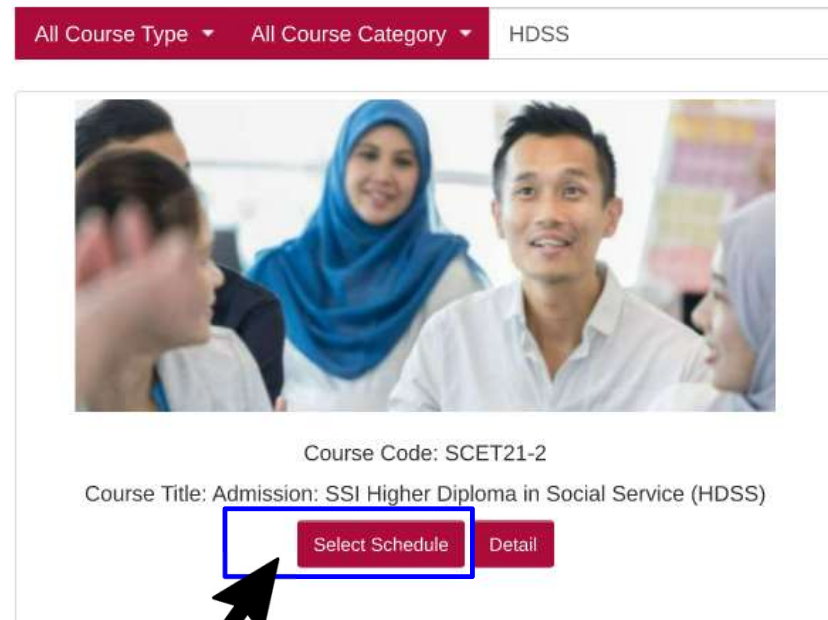 All Course Type All Course Category HDSS
Course Code: SCET21-2
Course Title: Admission: SSI Higher Diploma in Social Service (HDSS)
Select Schedule Detail